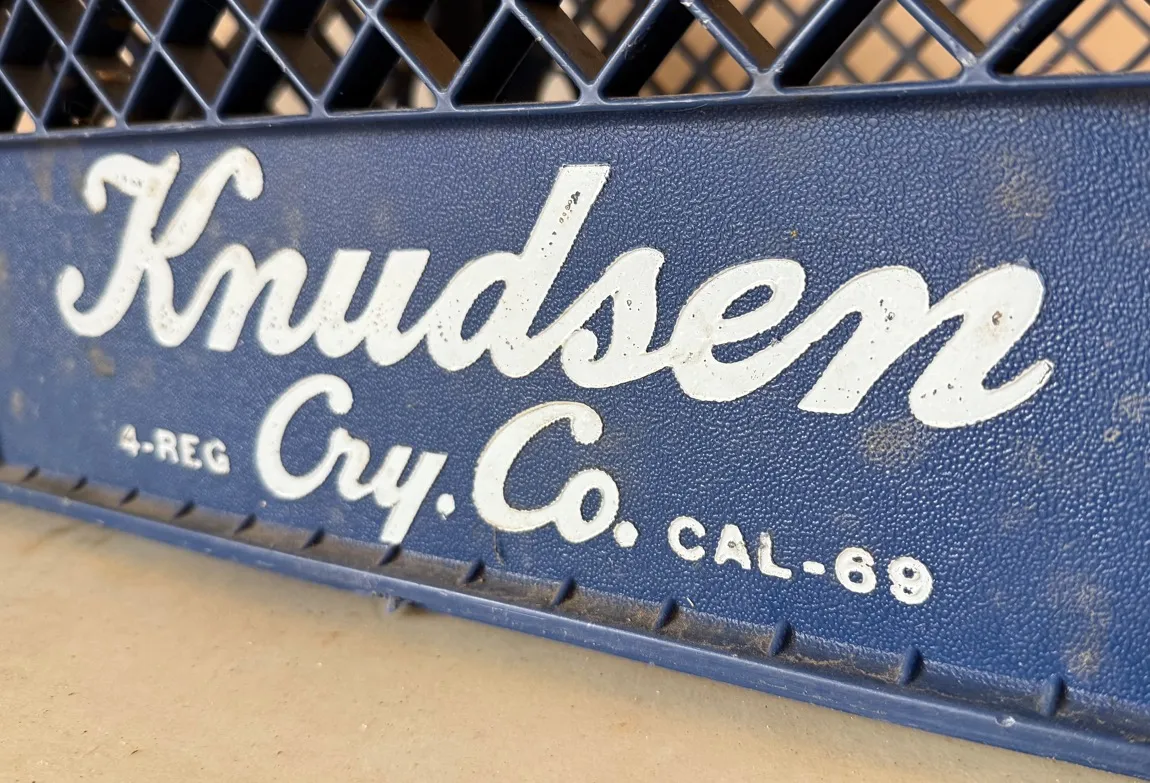 Knudsen
4-REG Cry. Co. CAL-69